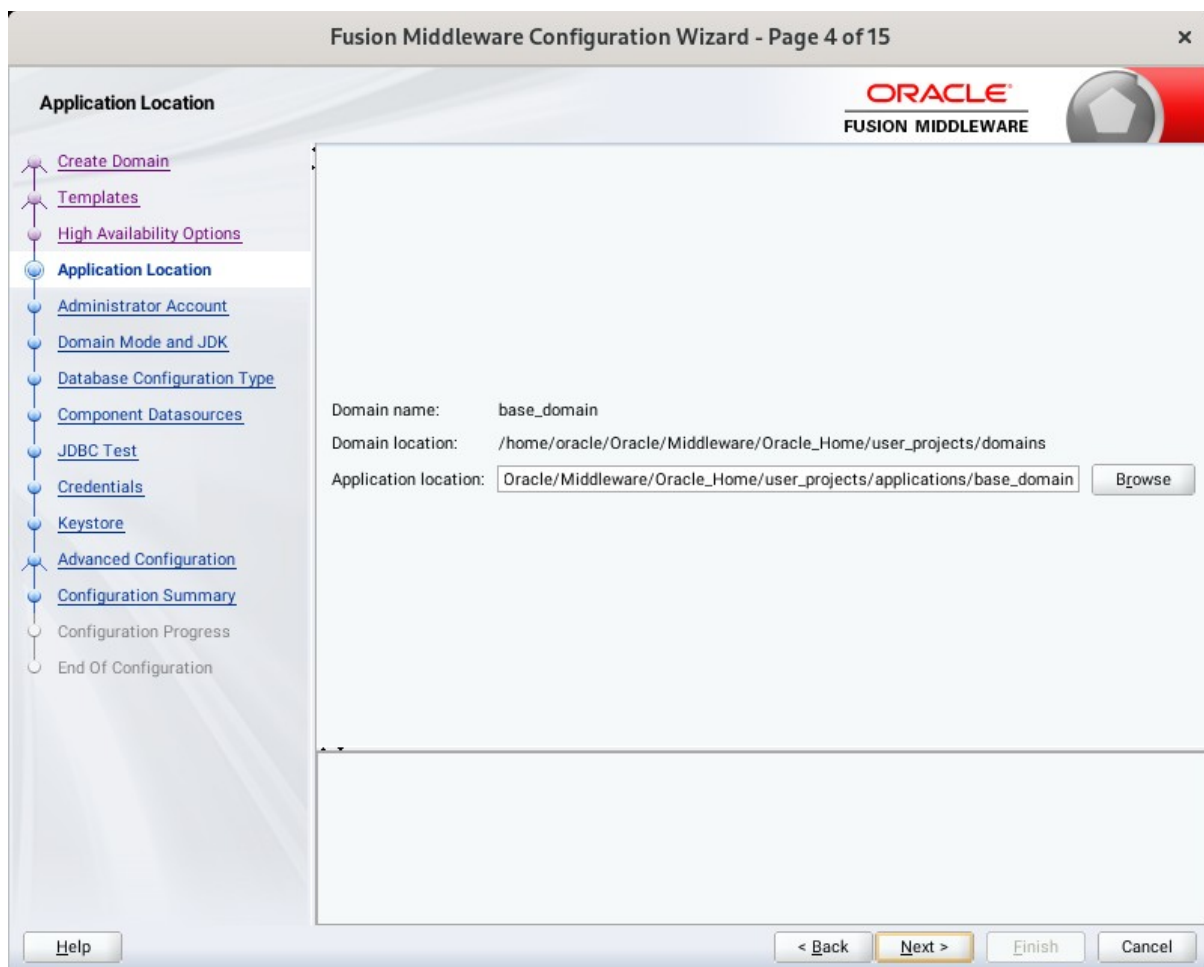 Fusion Middleware Configuration Wizard - Page 4 of 15
Application Location
ORACLE
FUSION MIDDLEWARE
Create Domain
Templates
High Availability Options
Application Location
Administrator Account
Domain Mode and JDK
Database Configuration Type
Component Datasources
JDBC Test
Credentials
Keystore
Advanced Configuration
Configuration Summary
Configuration Progress
End Of Configuration
Domain name: base_domain
Domain location: /home/oracle/Oracle/Middleware/Oracle_Home/user_projects/domains
Application location: Oracle/Middleware/Oracle_Home/user_projects/applications/base_domain Browse
Help < Back Next > Finish Cancel